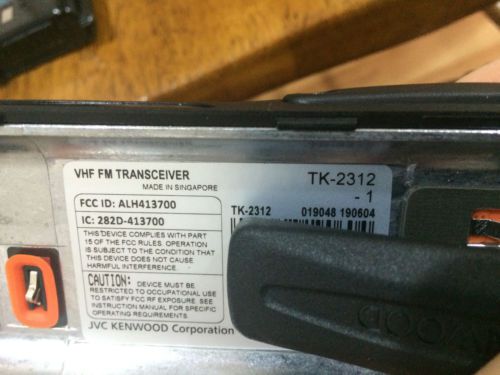 VHF FM TRANSCEIVER
MADE IN SINGAPORE
TK-2312
- 1
FCC ID: ALH413700
IC: 282D-413700
TK-2312 019048 190604
THIS DEVICE COMPLIES WITH PART
15 OF THE FCC RULES. OPERATION
IS SUBJECT TO THE CONDITION THAT
THIS DEVICE DOES NOT CAUSE
HARMFUL INTERFERENCE.
CAUTION: DEVICE MUST BE
RESTRICTED TO OCCUPATIONAL USE
TO SATISFY FCC RF EXPOSURE. SEE
INSTRUCTION MANUAL FOR SPECIFIC
OPERATING REQUIREMENTS.
JVC KENWOOD Corporation
WOOD